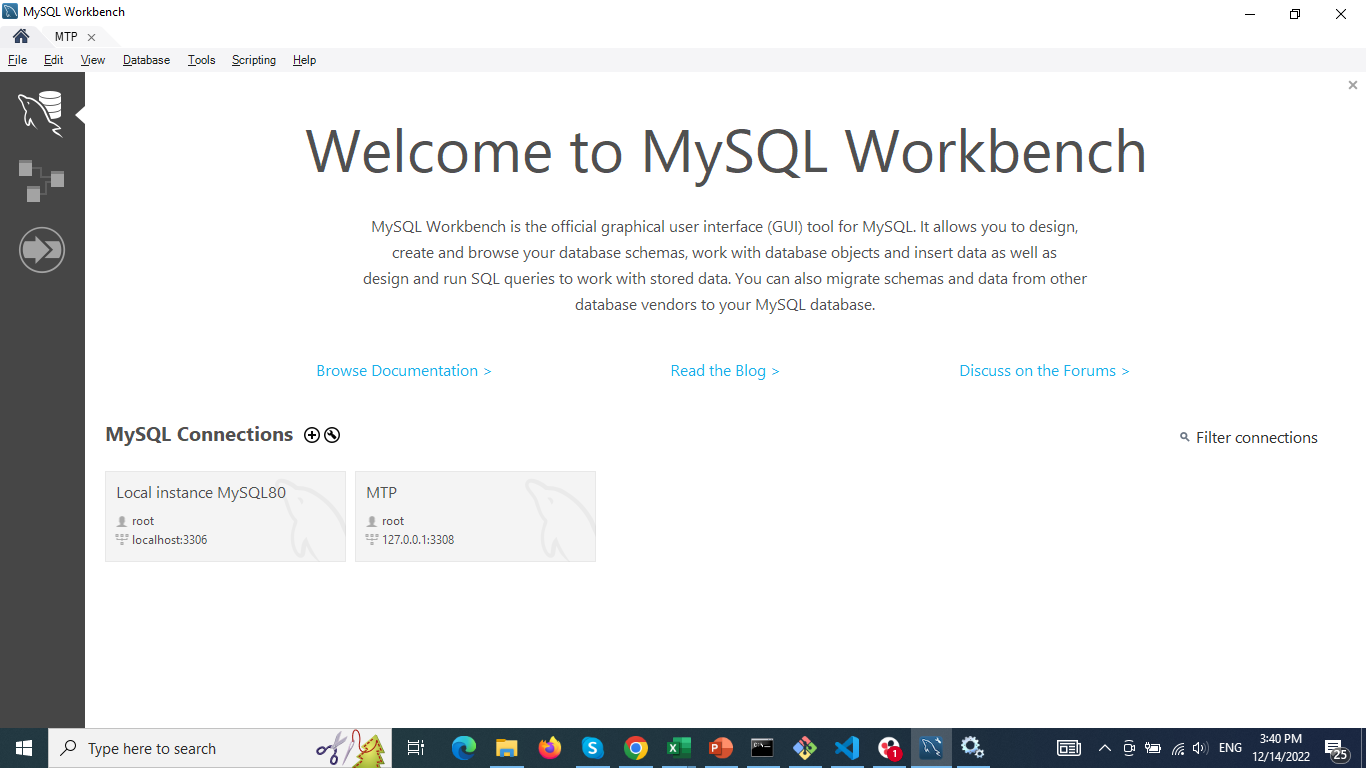 MySQL Workbench
MTP
File Edit View Database Tools Scripting Help
Welcome to MySQL Workbench
MySQL Workbench is the official graphical user interface (GUI) tool for MySQL. It allows you to design,
create and browse your database schemas, work with database objects and insert data as well as
design and run SQL queries to work with stored data. You can also migrate schemas and data from other
database vendors to your MySQL database.
Browse Documentation > Read the Blog > Discuss on the Forums >
MySQL Connections
Filter connections
Local instance MySQL80
root
localhost:3306
MTP
root
127.0.0.1:3308
Type here to search
1
ENG
3:40 PM
12/14/2022
25